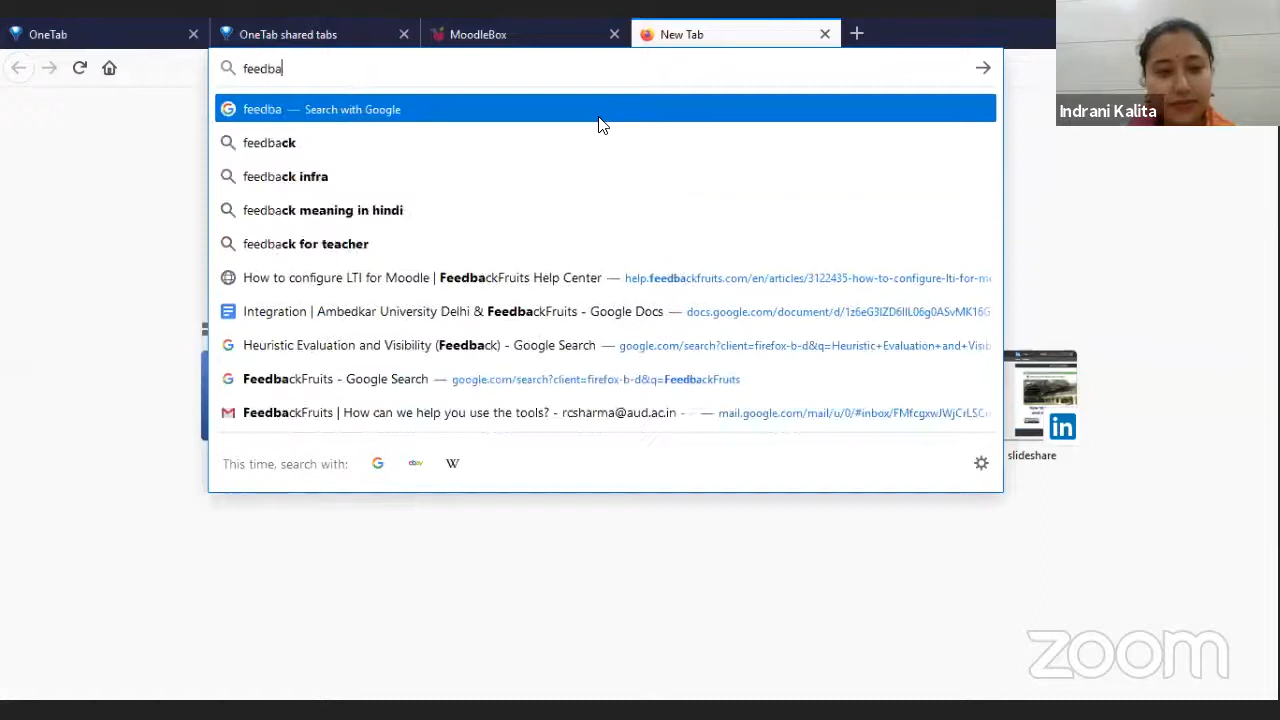 OneTab
OneTab shared tabs
MoodleBox
New Tab
feedba
Indrani Kalita
feedba — Search with Google
feedback
feedback infra
feedback meaning in hindi
feedback for teacher
How to configure LTI for Moodle | FeedbackFruits Help Center — help.feedbackfruits.com/en/articles/3122435-how-to-configure-lti-for-m
Integration | Ambedkar University Delhi & FeedbackFruits - Google Docs —
Heuristic Evaluation and Visibility (Feedback) - Google Search — google.com/search?client=firefox-b-d&q=Heuristic+Evaluation+and+Visib
FeedbackFruits - Google Search — google.com/search?client=firefox-b-d&q=FeedbackFruits
FeedbackFruits | How can we help you use the tools? - rcsharma@aud.ac.in - — mail.google.com/mail/u/0/#inbox/
in
slideshare
This time, search with: G ebay W
zoom